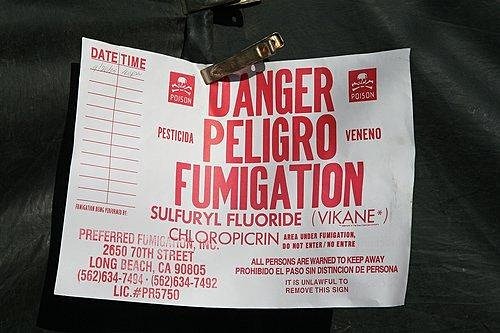 DATE TIME
POISON
DANGER
POISON
PESTICIDA
PELIGRO
VENENO
FUMIGATION
FUMIGATION BEING PERFORMED BY:
SULFURYL FLUORIDE (VIKANE*)
CHLOROPICRIN
AREA UNDER FUMIGATION,
DO NOT ENTER/NO ENTRE
PREFERRED FUMIGATION, INC.
2650 70TH STREET
LONG BEACH, CA 90805
(562)634-7494 · (562)634-7492
LIC.#PR5750
ALL PERSONS ARE WARNED TO KEEP AWAY
PROHIBIDO EL PASO SIN DISTINCION DE PERSONA
IT IS UNLAWFUL TO
REMOVE THIS SIGN